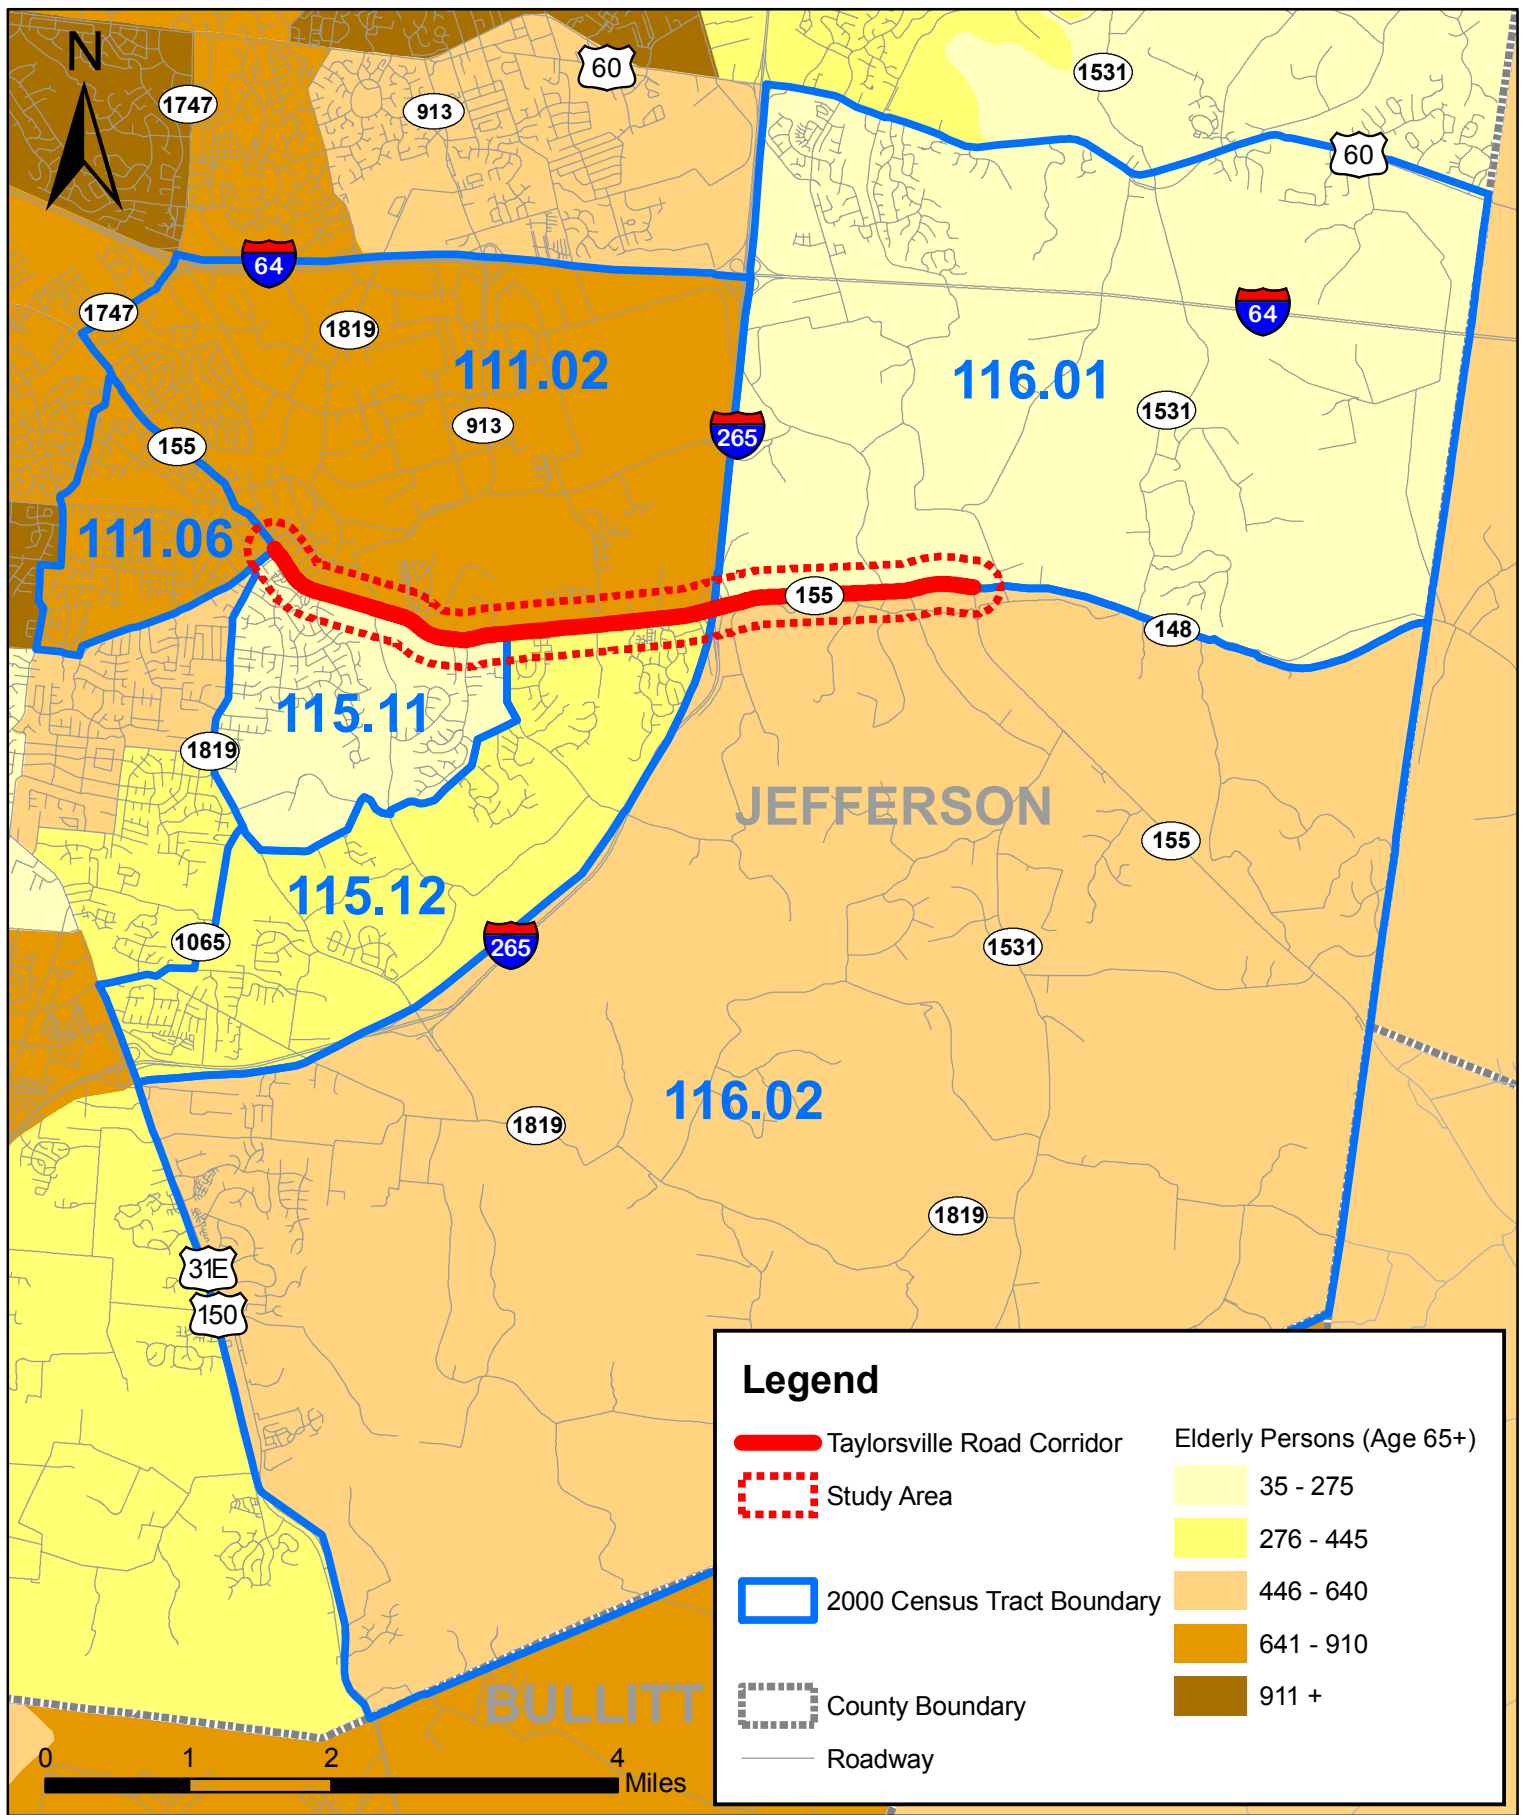 N
60
1531
1747
913
60
64
1747
1819
64
111.02
116.01
1531
913
265
155
111.06
155
148
115.11
1819
JEFFERSON
155
115.12
1065
265
1531
116.02
1819
1819
31E
150
Legend
Taylorsville Road Corridor
Study Area
2000 Census Tract Boundary
County Boundary
Roadway
Elderly Persons (Age 65+)
35 - 275
276 - 445
446 - 640
641 - 910
911 +
BULLITT
0 1 2 4
Miles